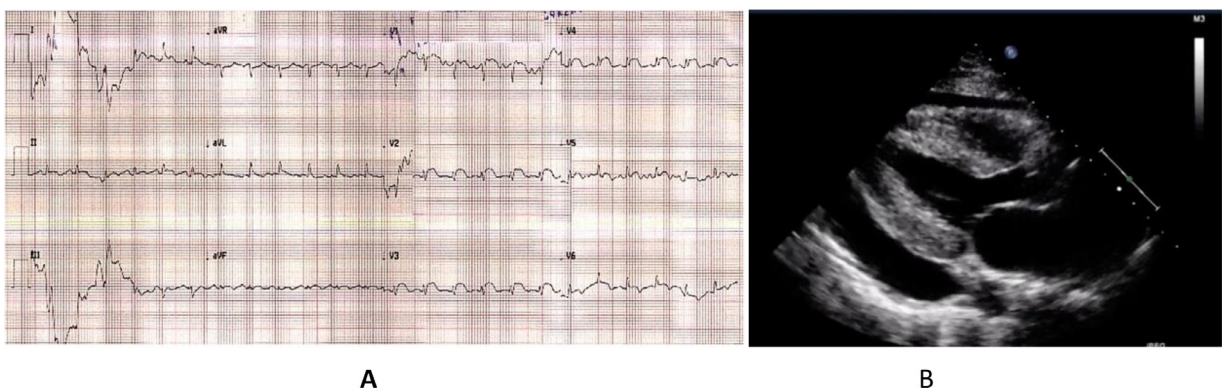 I aVR V1 V4
II aVL V2 V5
III aVF V3 V6
M3
A B